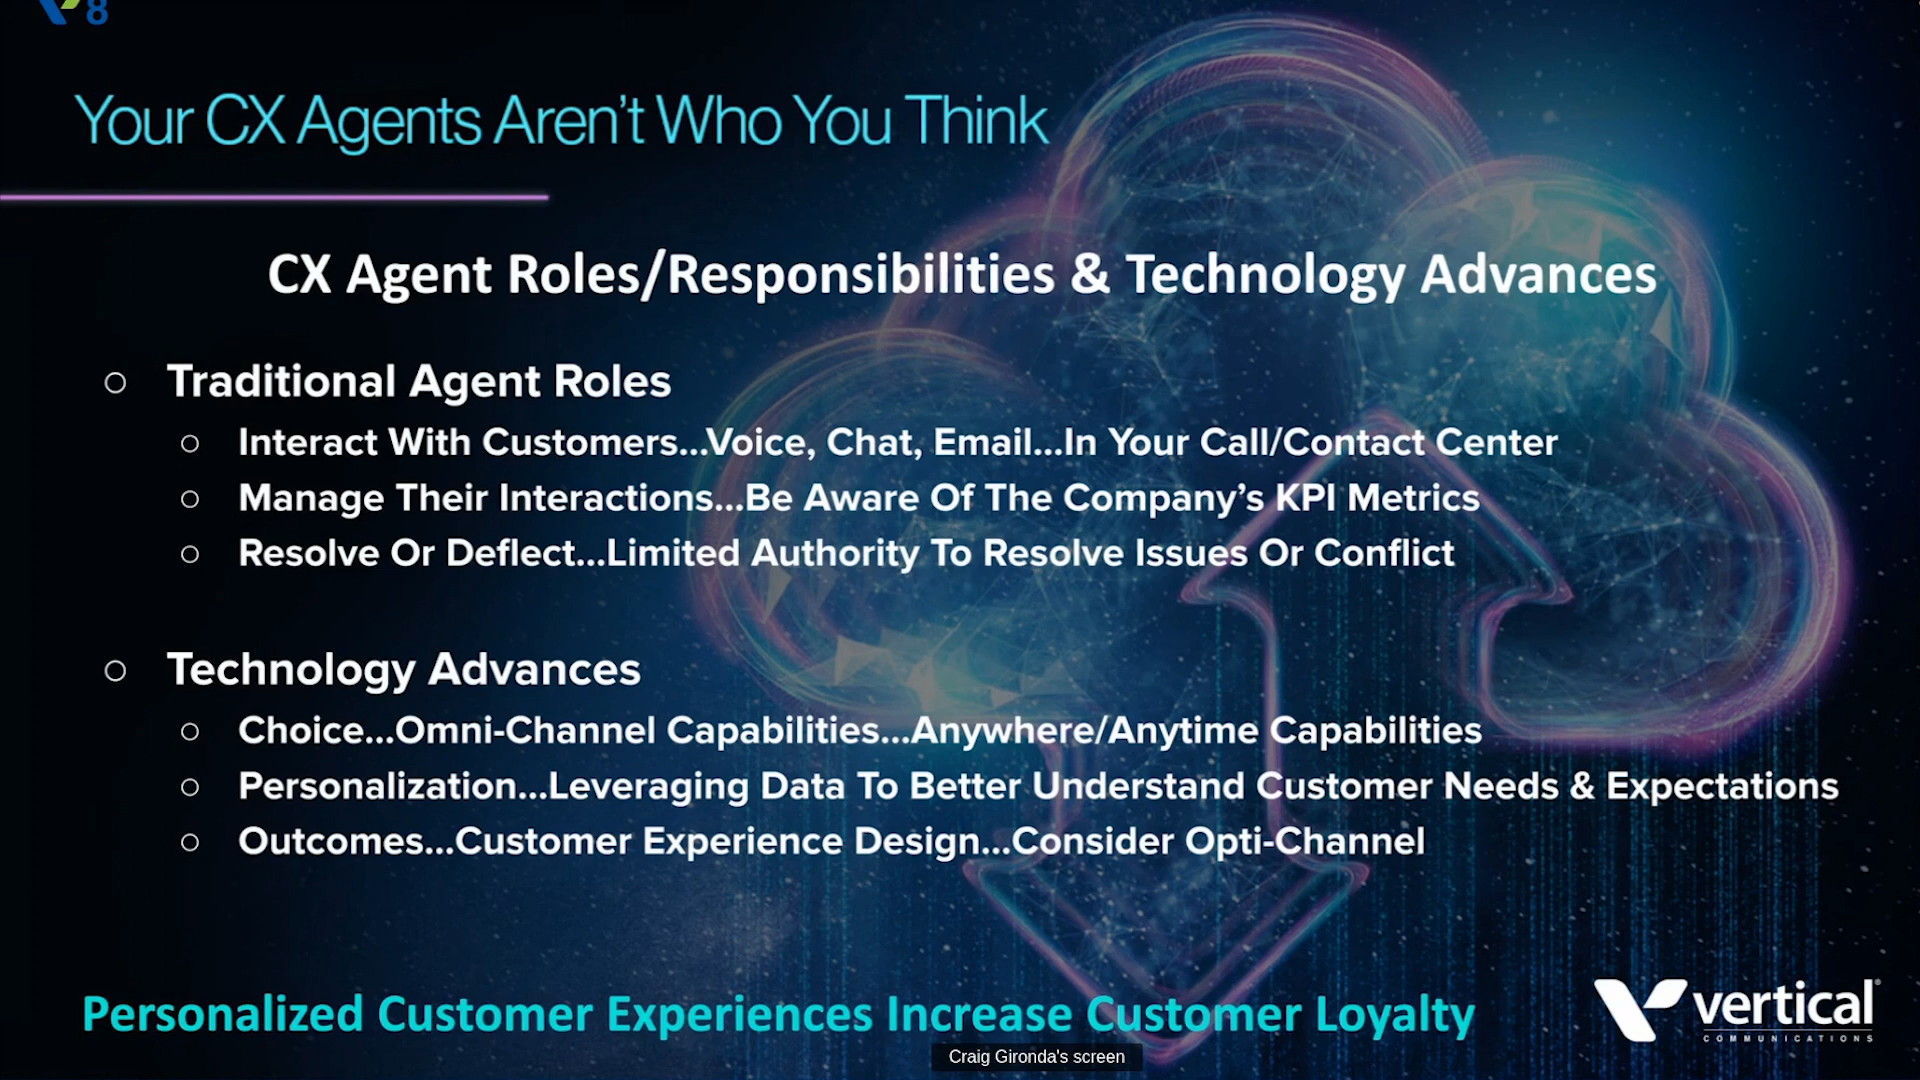 8
Your CX Agents Aren't Who You Think
CX Agent Roles/Responsibilities & Technology Advances
○ Traditional Agent Roles
○ Interact With Customers...Voice, Chat, Email...In Your Call/Contact Center
○ Manage Their Interactions...Be Aware Of The Company's KPI Metrics
○ Resolve Or Deflect...Limited Authority To Resolve Issues Or Conflict
○ Technology Advances
○ Choice...Omni-Channel Capabilities...Anywhere/Anytime Capabilities
○ Personalization...Leveraging Data To Better Understand Customer Needs & Expectations
○ Outcomes...Customer Experience Design...Consider Opti-Channel
Personalized Customer Experiences Increase Customer Loyalty
vertical®
COMMUNICATIONS
Craig Gironda's screen